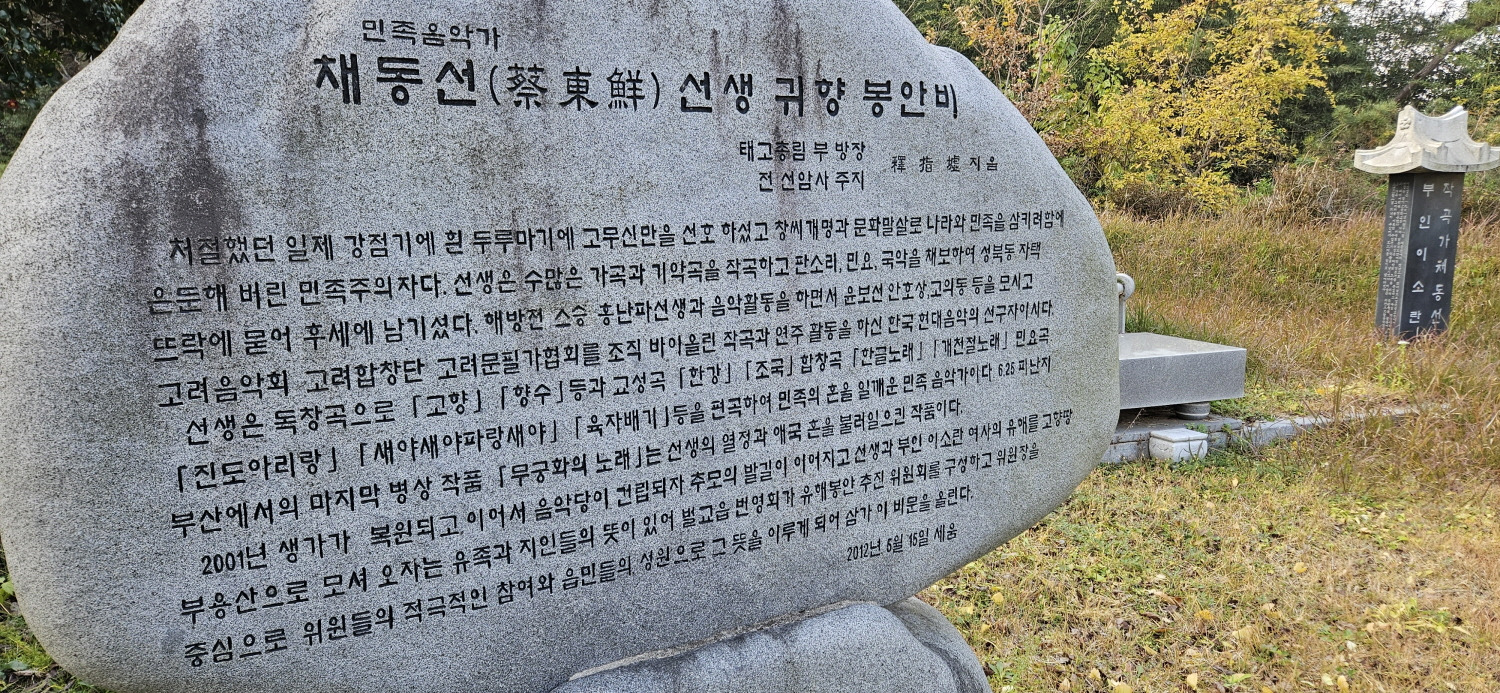 민족음악가
채동선(蔡東鮮) 선생 귀향 봉안비
태고총림 부 방장
전 선암사 주지
釋 指 墟 지음
처절했던 일제 강점기에 흰 두루마기에 고무신만을 선호 하셨고 창씨개명과 문화말살로 나라와 민족을 삼키려함에
은둔해 버린 민족주의자다. 선생은 수많은 가곡과 기악곡을 작곡하고 판소리, 민요, 국악을 채보하여 성북동 자택
뜨락에 묻어 후세에 남기셨다. 해방전 스승 홍난파선생과 음악활동을 하면서 윤보선 안호상,고의동 등을 모시고
고려음악회 고려합창단 고려문필가협회를 조직 바아올린 작곡과 연주 활동을 하신 한국 현대음악의 선구자이시다.
선생은 독창곡으로 「고향」 「향수」등과 교성곡 「한강」 「조국」 합창곡 「한글노래」 「개천절노래」 민요곡
「진도아리랑」 「새야새야파랑새야」 「육자배기」등을 편곡하여 민족의 혼을 일깨운 민족 음악가이다. 6.25 피난지
부산에서의 마지막 병상 작품 「무궁화의 노래」는 선생의 열정과 애국 혼을 불러일으킨 작품이다.
2001년 생가가 복원되고, 이어서 음악당이 건립되자 추모의 발길이 이어지고 선생과 부인 이소란 여사의 유해를 고향땅
부용산으로 모셔 오자는 유족과 지인들의 뜻이 있어 벌교읍 번영회가 유해봉안 추진 위원회를 구성하고 위원장을
중심으로 위원들의 적극적인 참여와 읍민들의 성원으로 그 뜻을 이루게 되어 삼가 이 비문을 올린다.
2012년 5월 15일 세움
작곡가채동선
부인이소란